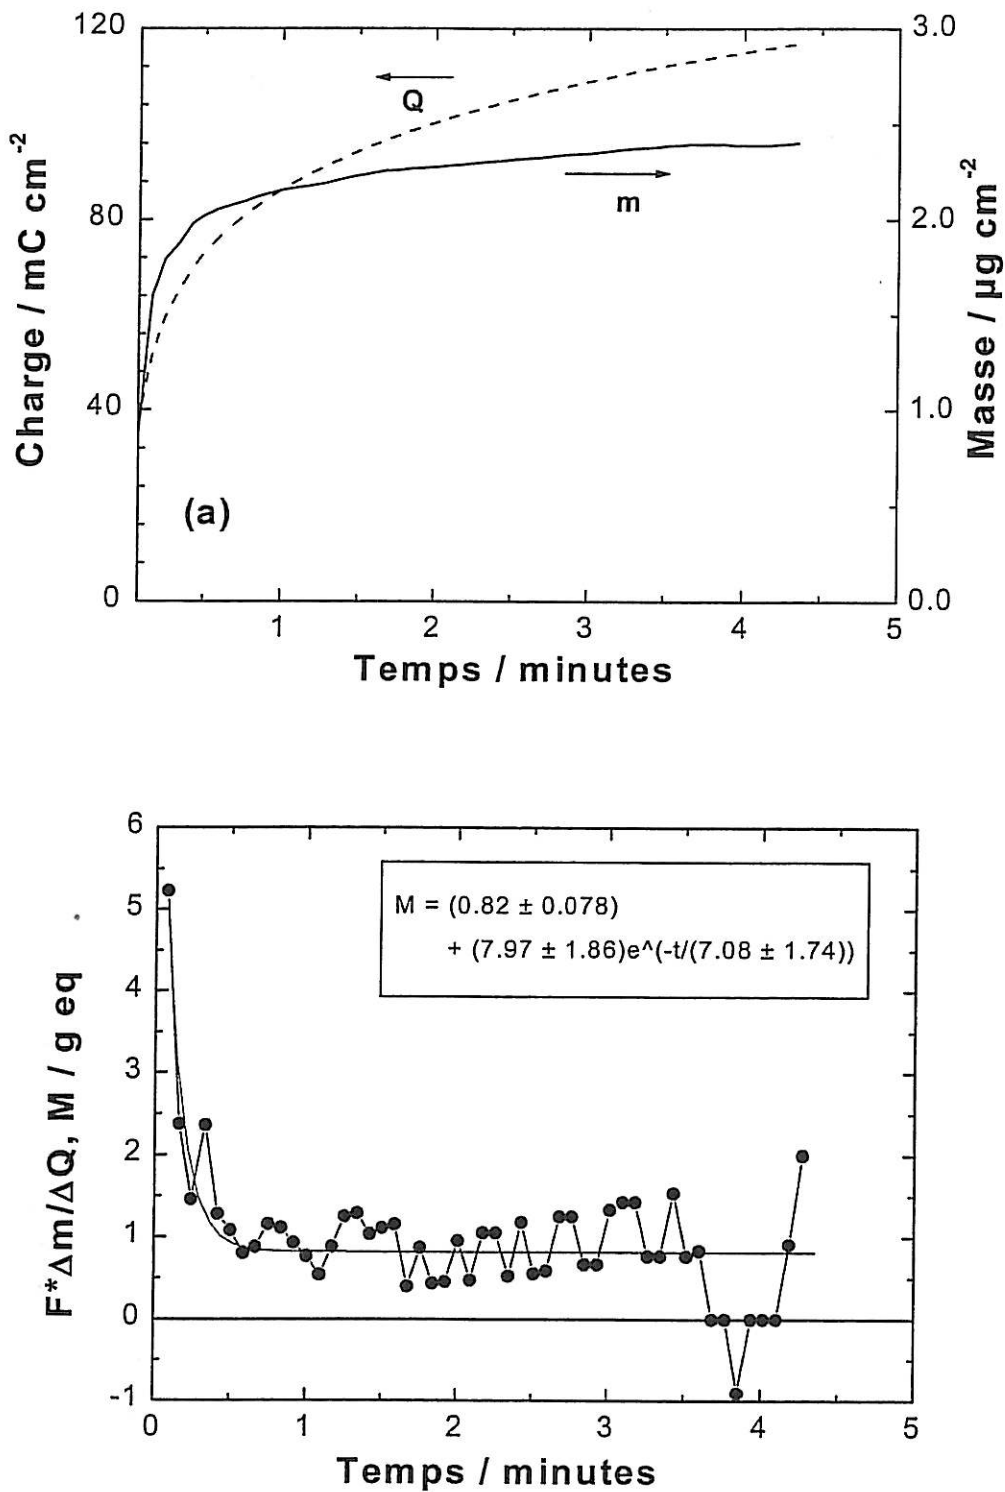 120
80
40
0
Charge / mC cm-2
3.0
2.0
1.0
0.0
Masse / µg cm-2
Q
m
(a)
1 2 3 4 5
Temps / minutes
6
5
4
3
2
1
0
-1
F*Δm/ΔQ, M / g eq
M = (0.82 ± 0.078)
+ (7.97 ± 1.86)e^(-t/(7.08 ± 1.74))
0 1 2 3 4 5
Temps / minutes